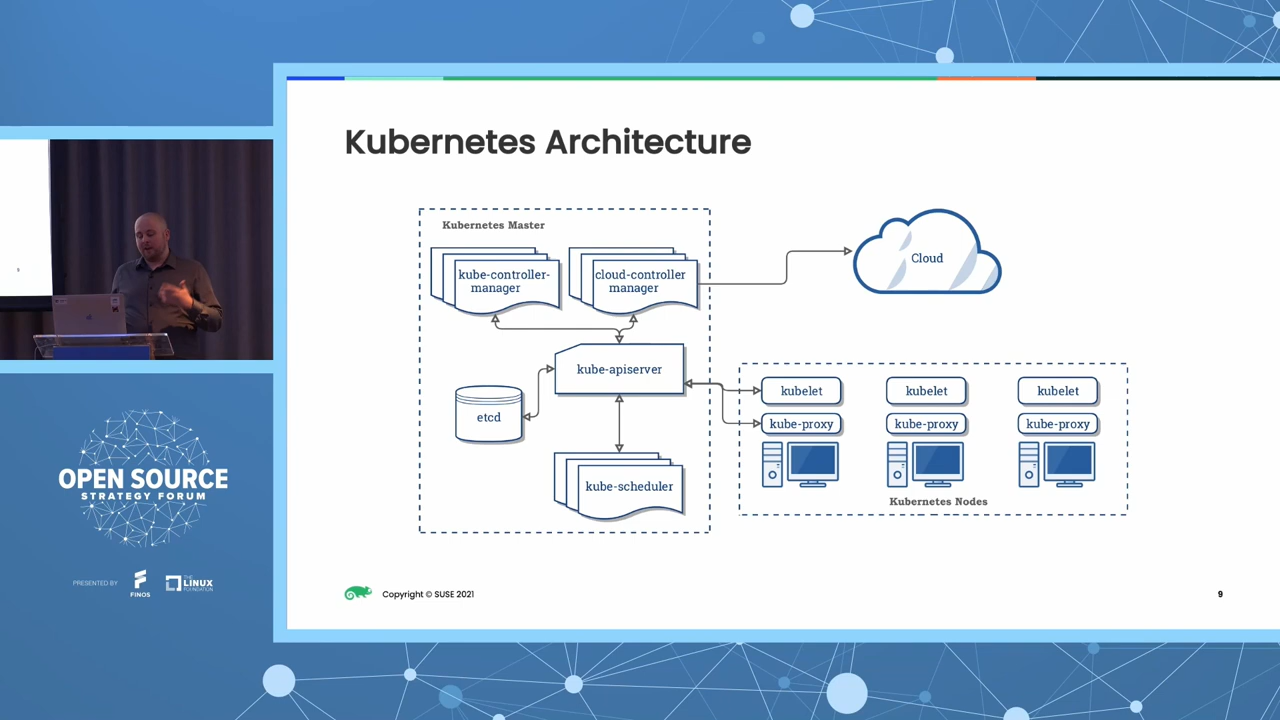 Kubernetes Architecture
Kubernetes Master
kube-controller-
manager
cloud-controller
manager
Cloud
kube-apiserver
etcd
kube-scheduler
kubelet
kubelet
kubelet
kube-proxy
kube-proxy
kube-proxy
Kubernetes Nodes
Copyright © SUSE 2021
9
OPEN SOURCE
STRATEGY FORUM
PRESENTED BY
FINOS
THE
LINUX
FOUNDATION